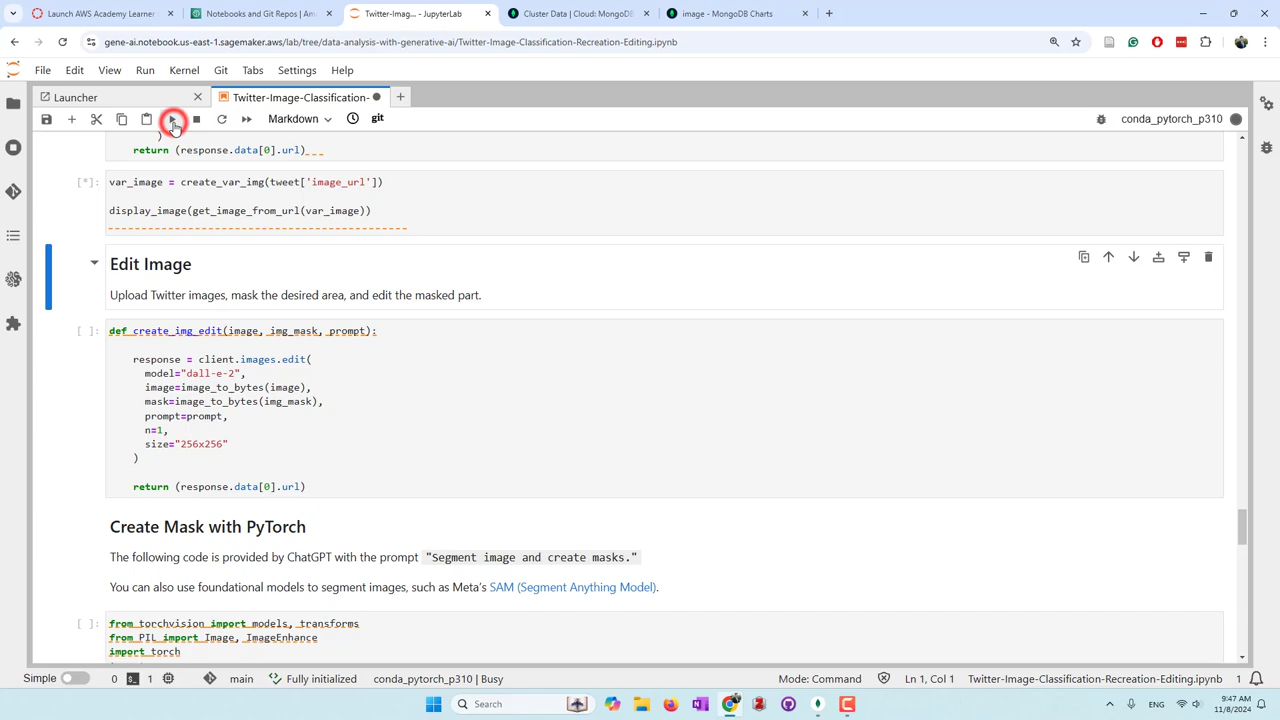 Launch AWS Academy Learner
Notebooks and Git Repos | Am
Twitter-Imag... - JupyterLab
Cluster Data | Cloud: MongoDB
image - MongoDB Charts
gene-ai.notebook.us-east-1.sagemaker.aws/lab/tree/data-analysis-with-generative-ai/Twitter-Image-Classification-Recreation-Editing.ipynb
File Edit View Run Kernel Git Tabs Settings Help
Launcher
Twitter-Image-Classification-
Markdown
git
conda_pytorch_p310
)
return (response.data[0].url)
[*]:
var_image = create_var_img(tweet['image_url'])
display_image(get_image_from_url(var_image))
Edit Image
Upload Twitter images, mask the desired area, and edit the masked part.
[ ]:
def create_img_edit(image, img_mask, prompt):
response = client.images.edit(
model="dall-e-2",
image=image_to_bytes(image),
mask=image_to_bytes(img_mask),
prompt=prompt,
n=1,
size="256x256"
)
return (response.data[0].url)
Create Mask with PyTorch
The following code is provided by ChatGPT with the prompt "Segment image and create masks."
You can also use foundational models to segment images, such as Meta's SAM (Segment Anything Model).
[ ]:
from torchvision import models, transforms
from PIL import Image, ImageEnhance
import torch
Simple 0 1 main Fully initialized conda_pytorch_p310 | Busy Mode: Command Ln 1, Col 1 Twitter-Image-Classification-Recreation-Editing.ipynb 1
Search
ENG
9:47 AM
11/8/2024